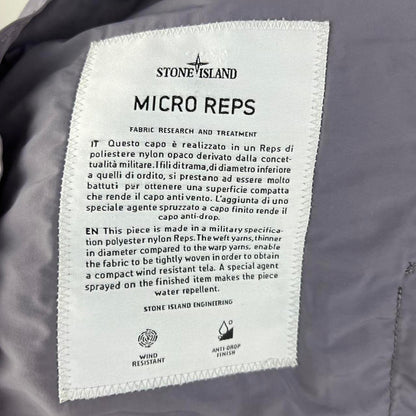 STONE ISLAND
MICRO REPS
FABRIC RESEARCH AND TREATMENT
IT Questo capo è realizzato in un Reps di
poliestere nylon opaco derivato dalla concet-
tualità militare. I fili di trama, di diametro inferiore
a quelli di ordito, si prestano ad essere molto
battuti per ottenere una superficie compatta
che rende il capo anti vento. L'aggiunta di uno
speciale agente spruzzato a capo finito rende il
capo anti-drop.
EN This piece is made in a military specifica-
tion polyester nylon Reps. The weft yarns, thinner
in diameter compared to the warp yarns, enable
the fabric to be tightly woven in order to obtain
a compact wind resistant tela. A special agent
sprayed on the finished item makes the piece
water repellent.
STONE ISLAND ENGINEERING
WIND
RESISTANT
ANTI-DROP
FINISH